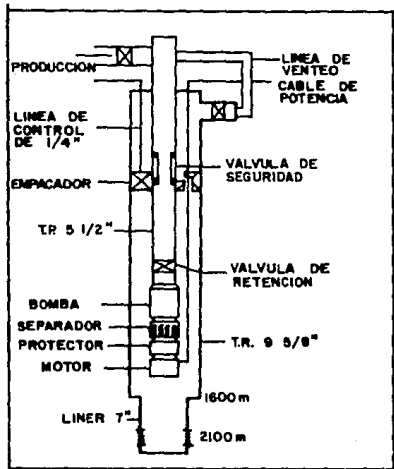 PRODUCCION
LINEA DE
CONTROL
DE 1/4"
EMPACADOR
T.R 5 1/2"
BOMBA
SEPARADOR
PROTECTOR
MOTOR
LINER 7"
LINEA DE
VENTEO
CABLE DE
POTENCIA
VALVULA DE
SEGURIDAD
VALVULA DE
RETENCION
T.R. 9 5/8"
1600 m
2100 m